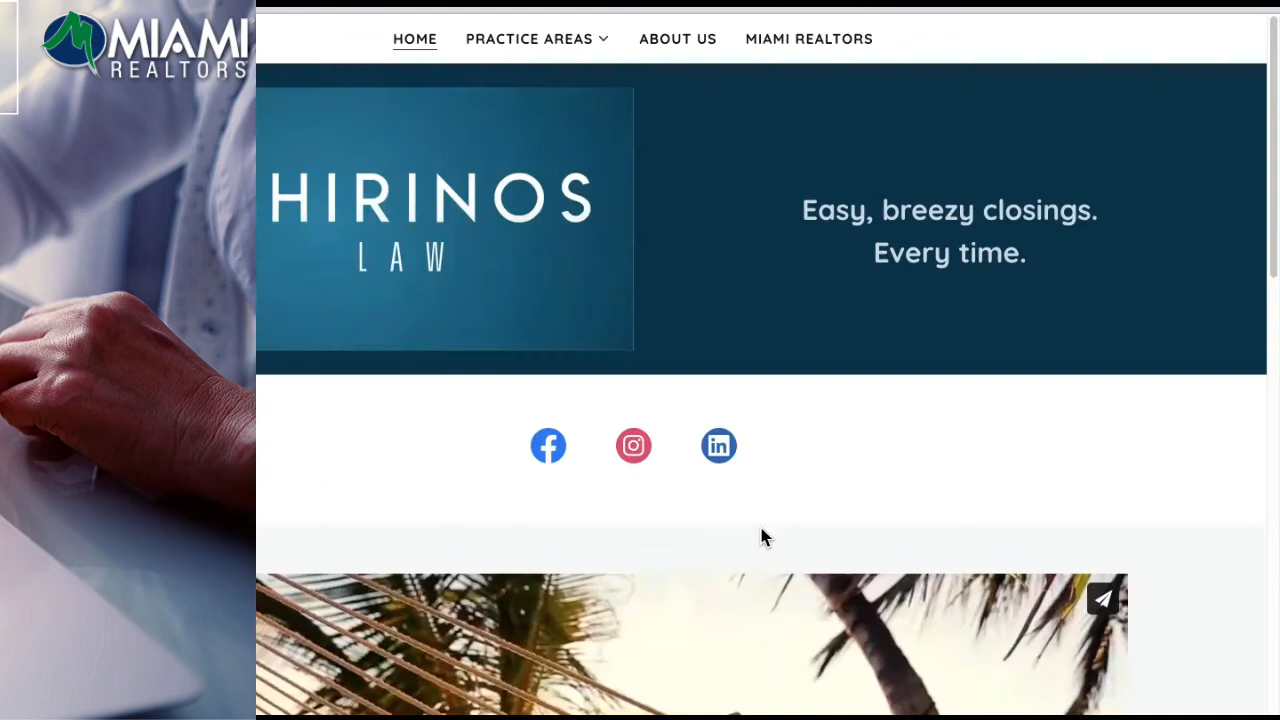 MIAMI
REALTORS
HOME PRACTICE AREAS ABOUT US MIAMI REALTORS
HIRINOS
LAW
Easy, breezy closings.
Every time.